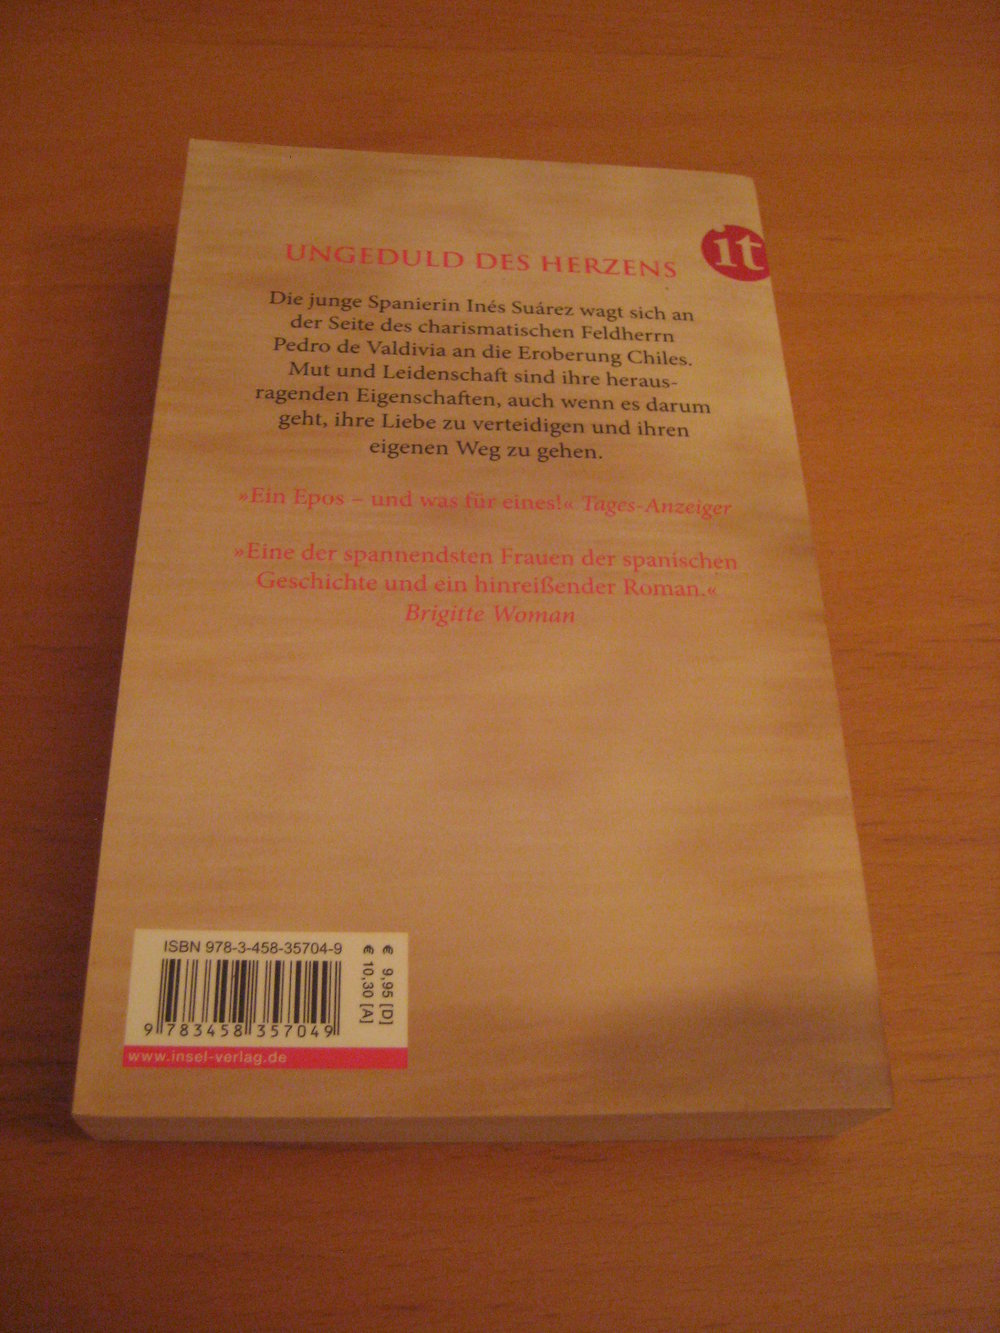 UNGEDULD DES HERZENS
it
Die junge Spanierin Inés Suárez wagt sich an
der Seite des charismatischen Feldherrn
Pedro de Valdivia an die Eroberung Chiles.
Mut und Leidenschaft sind ihre heraus-
ragenden Eigenschaften, auch wenn es darum
geht, ihre Liebe zu verteidigen und ihren
eigenen Weg zu gehen.
»Ein Epos – und was für eines!« Tages-Anzeiger
»Eine der spannendsten Frauen der spanischen
Geschichte und ein hinreißender Roman.«
Brigitte Woman
ISBN 978-3-458-35704-9
9 783458 357049
€ 9,95 [D]
€ 10,30 [A]
www.insel-verlag.de